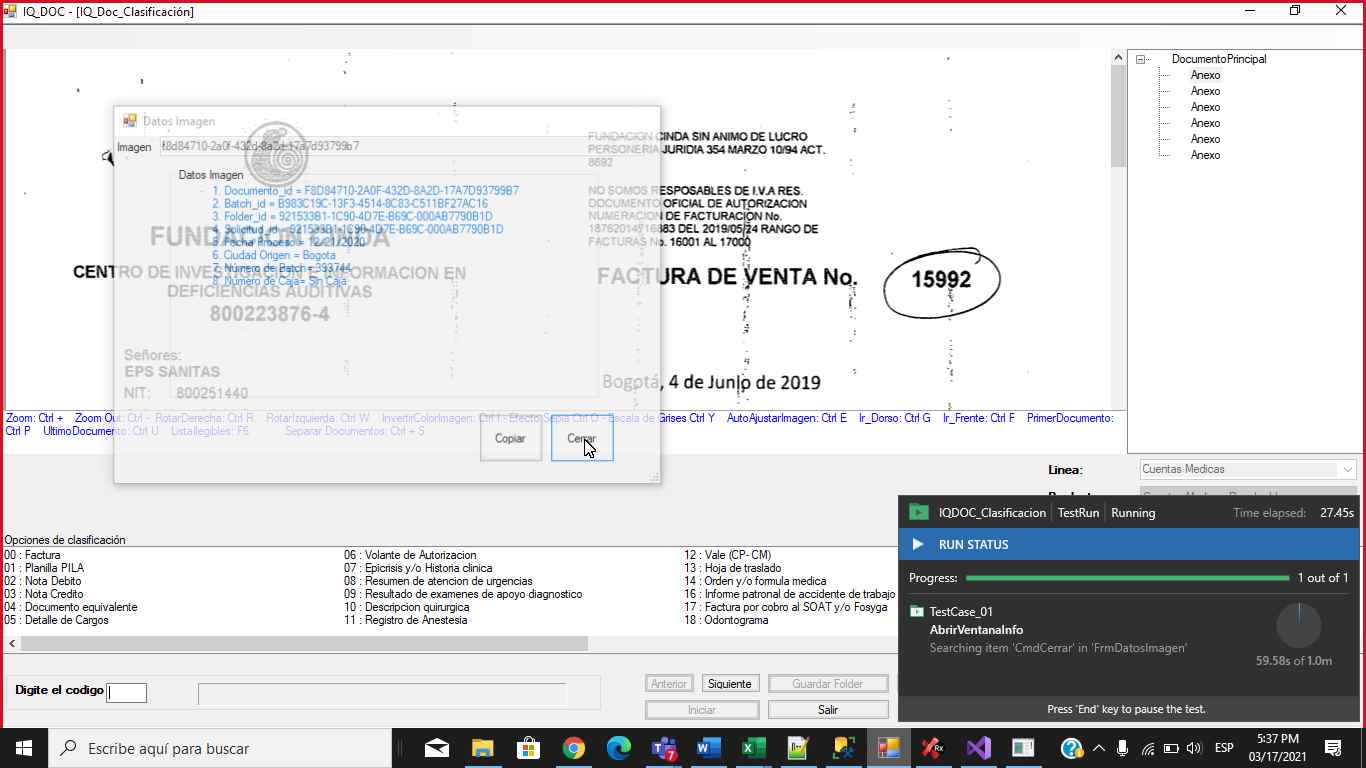 IQ_DOC - [IQ_Doc_Clasificación]
DocumentoPrincipal
Anexo
Anexo
Anexo
Anexo
Anexo
Anexo
Datos Imagen
Imagen f8d84710-2a0f-432d-8a2d-17a7d93799b7
Datos Imagen
1. Documento_id = F8D84710-2A0F-432D-8A2D-17A7D93799B7
2. Batch_id = B983C19C-13F3-4514-8C83-C511BF27AC16
3. Folder_id = 921533B1-1C90-4D7E-B69C-000AB7790B1D
4. Solicitud_id = 921533B1-1C90-4D7E-B69C-000AB7790B1D
5. Fecha Proceso = 12/21/2020
6. Ciudad Origen = Bogota
7. Número de Batch= 393744
8. Número de Caja= Sin Caja
Copiar
Cerrar
FUNDACION CINDA SIN ANIMO DE LUCRO
PERSONERIA JURIDIA 354 MARZO 10/94 ACT.
8692
NO SOMOS RESPOSABLES DE I.V.A RES.
DOCUMENTO OFICIAL DE AUTORIZACION
NUMERACION DE FACTURACIÓN No.
18762014716883 DEL 2019/05/24 RANGO DE
FACTURAS No. 16001 AL 17000
FUNDACION CINDA
CENTRO DE INVESTIGACION E INFORMACION EN
DEFICIENCIAS AUDITIVAS
800223876-4
FACTURA DE VENTA No. 15992
Señores:
EPS SANITAS
NIT: 800251440
Bogotá, 4 de Junio de 2019
Zoom: Ctrl + Zoom Out: Ctrl - RotarDerecha: Ctrl R RotarIzquierda: Ctrl W InvertirColorImagen: Ctrl I - Efecto Sepia Ctrl O - Escala de Grises Ctrl Y AutoAjustarImagen: Ctrl E Ir_Dorso: Ctrl G Ir_Frente: Ctrl F PrimerDocumento:
Ctrl P UltimoDocumento: Ctrl U ListaIlegibles: F6 Separar Documentos: Ctrl + S
Linea: Cuentas Medicas
Opciones de clasificación
00 : Factura
01 : Planilla PILA
02 : Nota Debito
03 : Nota Credito
04 : Documento equivalente
05 : Detalle de Cargos
06 : Volante de Autorizacion
07 : Epicrisis y/o Historia clinica
08 : Resumen de atencion de urgencias
09 : Resultado de examenes de apoyo diagnostico
10 : Descripcion quirurgica
11 : Registro de Anestesia
12 : Vale (CP- CM)
13 : Hoja de traslado
14 : Orden y/o formula medica
16 : Informe patronal de accidente de trabajo
17 : Factura por cobro al SOAT y/o Fosyga
18 : Odontograma
Digite el codigo
Anterior
Siguiente
Guardar Folder
Iniciar
Salir
IQDOC_Clasificacion TestRun Running Time elapsed: 27.45s
RUN STATUS
Progress: 1 out of 1
TestCase_01
AbrirVentanaInfo
Searching item 'CmdCerrar' in 'FrmDatosImagen'
59.58s of 1.0m
Press 'End' key to pause the test.
Escribe aquí para buscar
7
Rx
ESP
5:37 PM
03/17/2021